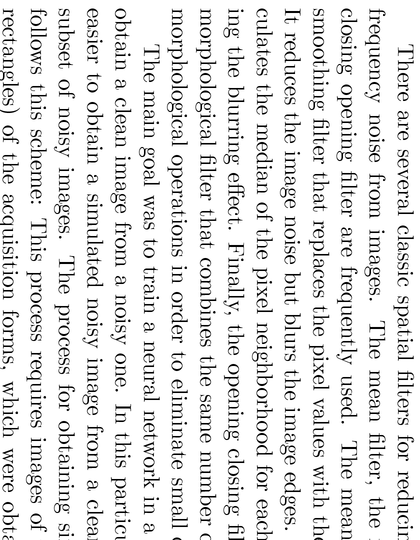 There are several classic spatial filters for reducin
frequency noise from images. The mean filter, the
closing opening filter are frequently used. The mean
smoothing filter that replaces the pixel values with the
It reduces the image noise but blurs the image edges.
culates the median of the pixel neighborhood for each
ing the blurring effect. Finally, the opening closing fil
morphological filter that combines the same number o
morphological operations in order to eliminate small o
The main goal was to train a neural network in a
obtain a clean image from a noisy one. In this particu
easier to obtain a simulated noisy image from a clea
subset of noisy images. The process for obtaining si
follows this scheme: This process requires images of
rectangles) of the acquisition forms, which were obta